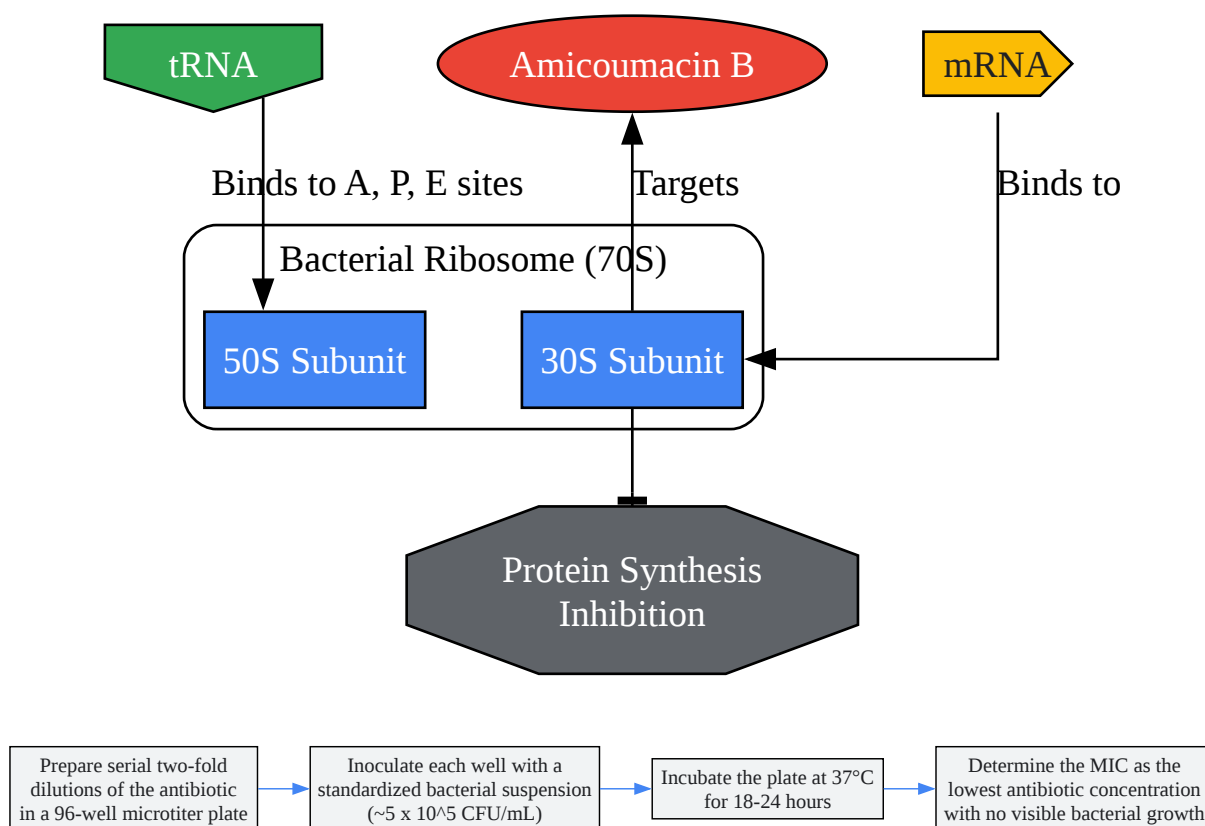 tRNA
Amicoumacin B
mRNA
Binds to A, P, E sites
Targets
Binds to
Bacterial Ribosome (70S)
50S Subunit
30S Subunit
Protein Synthesis
Inhibition
Prepare serial two-fold
dilutions of the antibiotic
in a 96-well microtiter plate
Inoculate each well with a
standardized bacterial suspension
(~5 x 10^5 CFU/mL)
Incubate the plate at 37°C
for 18-24 hours
Determine the MIC as the
lowest antibiotic concentration
with no visible bacterial growth